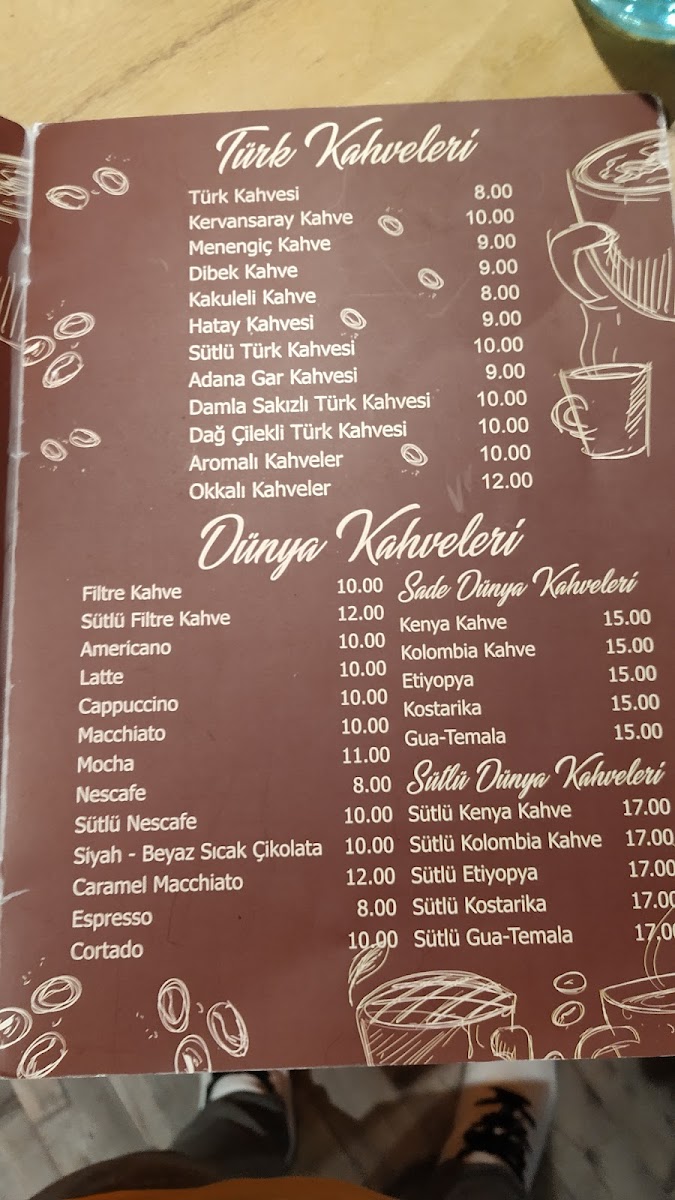 Türk Kahveleri
Türk Kahvesi 8.00
Kervansaray Kahve 10.00
Menengiç Kahve 9.00
Dibek Kahve 9.00
Kakuleli Kahve 8.00
Hatay Kahvesi 9.00
Sütlü Türk Kahvesi 10.00
Adana Gar Kahvesi 9.00
Damla Sakızlı Türk Kahvesi 10.00
Dağ Çilekli Türk Kahvesi 10.00
Aromalı Kahveler 10.00
Okkalı Kahveler 12.00
Dünya Kahveleri
Filtre Kahve 10.00
Sütlü Filtre Kahve 12.00
Americano 10.00
Latte 10.00
Cappuccino 10.00
Macchiato 10.00
Mocha 11.00
Nescafe 8.00
Sütlü Nescafe 10.00
Siyah - Beyaz Sıcak Çikolata 10.00
Caramel Macchiato 12.00
Espresso 8.00
Cortado 10.00
Sade Dünya Kahveleri
Kenya Kahve 15.00
Kolombia Kahve 15.00
Etiyopya 15.00
Kostarika 15.00
Gua-Temala 15.00
Sütlü Dünya Kahveleri
Sütlü Kenya Kahve 17.00
Sütlü Kolombia Kahve 17.00
Sütlü Etiyopya 17.00
Sütlü Kostarika 17.00
Sütlü Gua-Temala 17.00